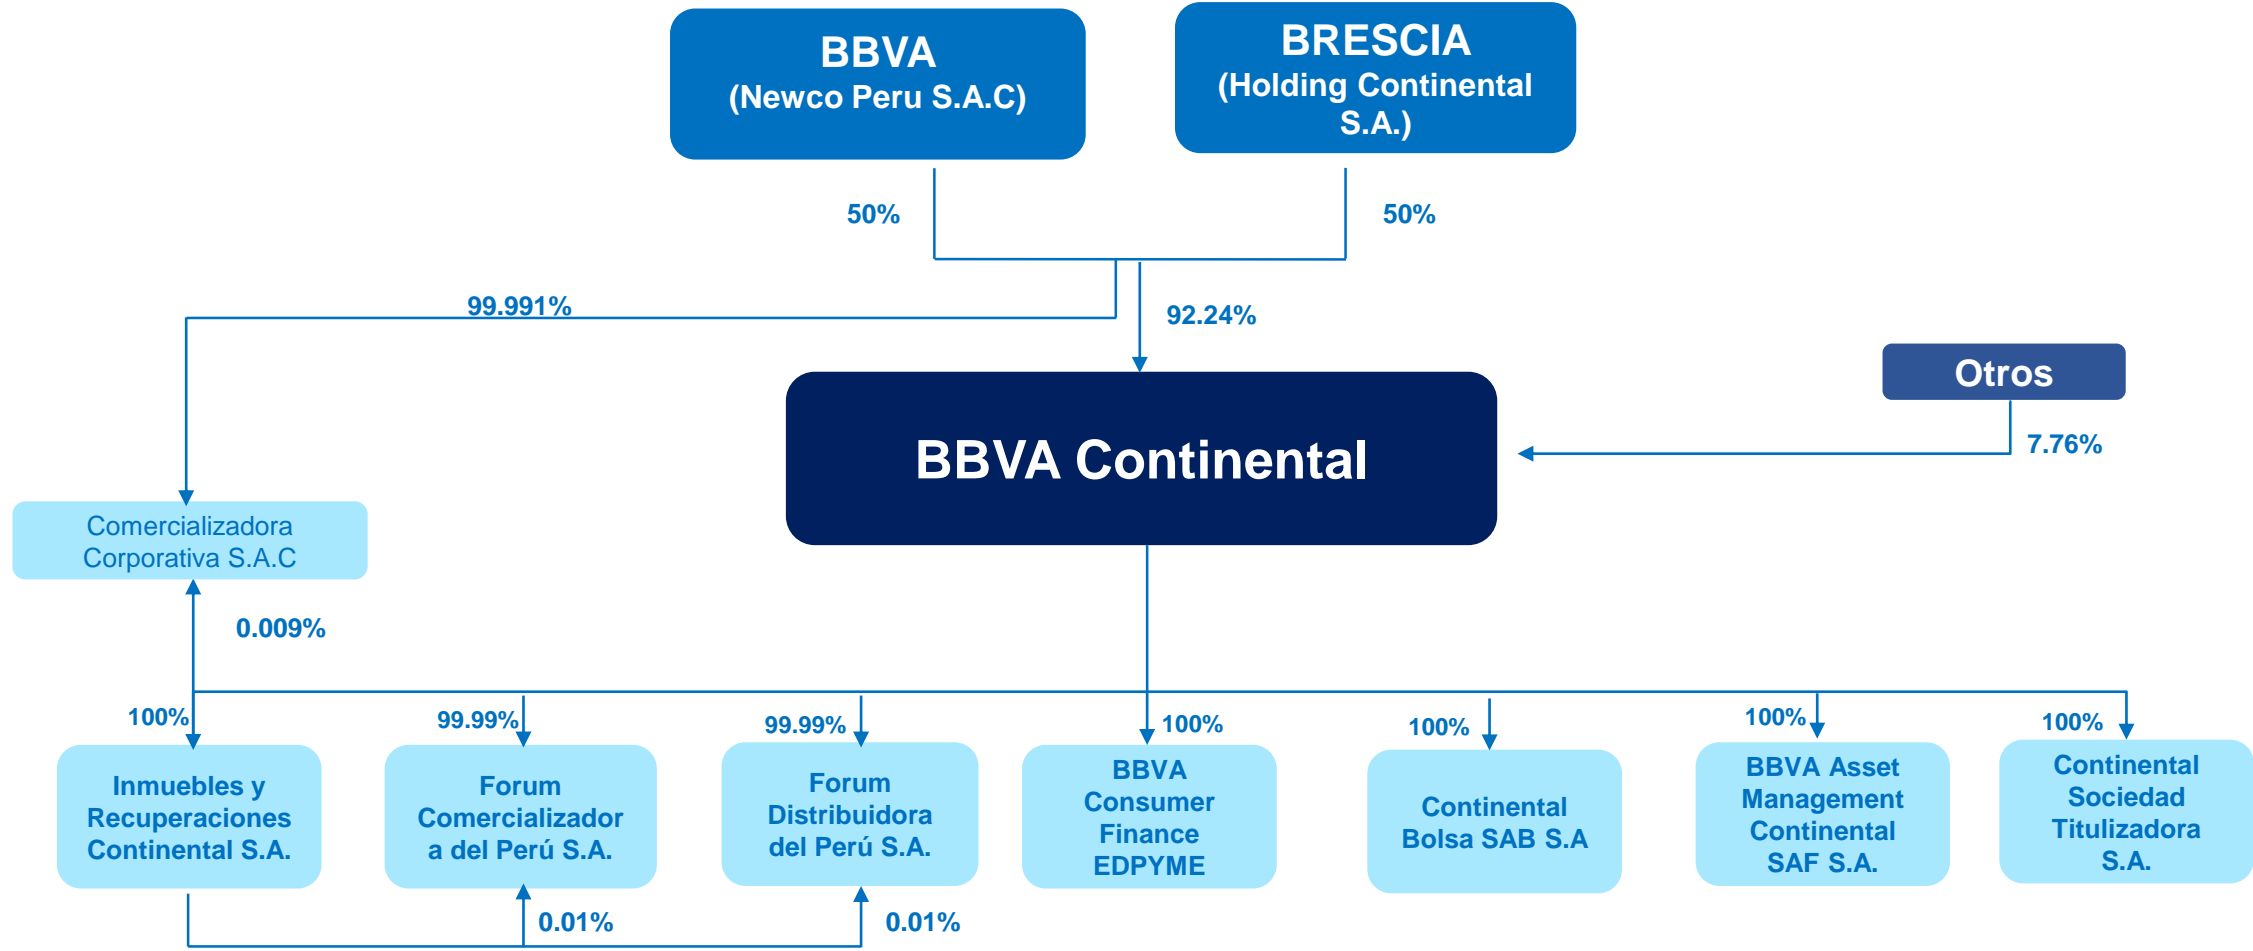 BBVA
(Newco Peru S.A.C)
BRESCIA
(Holding Continental
S.A.)
50%
50%
99.991%
92.24%
Otros
7.76%
BBVA Continental
Comercializadora
Corporativa S.A.C
0.009%
100%
99.99%
99.99%
100%
100%
100%
100%
Inmuebles y
Recuperaciones
Continental S.A.
Forum
Comercializador
a del Perú S.A.
Forum
Distribuidora
del Perú S.A.
BBVA
Consumer
Finance
EDPYME
Continental
Bolsa SAB S.A
BBVA Asset
Management
Continental
SAF S.A.
Continental
Sociedad
Titulizadora
S.A.
0.01%
0.01%